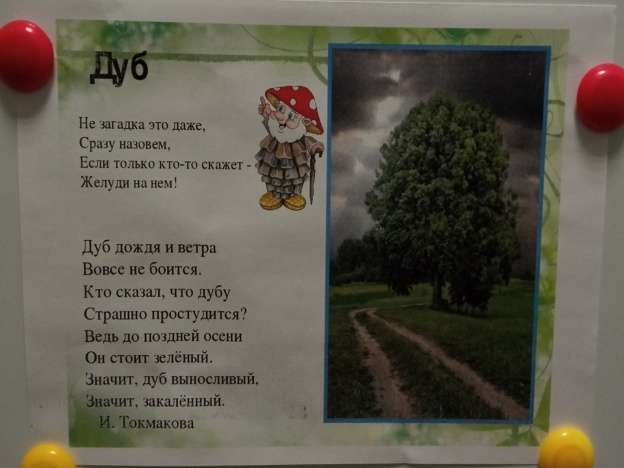 Дуб
Не загадка это даже,
Сразу назовем,
Если только кто-то скажет -
Желуди на нем!
Дуб дождя и ветра
Вовсе не боится.
Кто сказал, что дубу
Страшно простудится?
Ведь до поздней осени
Он стоит зелёный.
Значит, дуб выносливый,
Значит, закалённый.
И. Токмакова